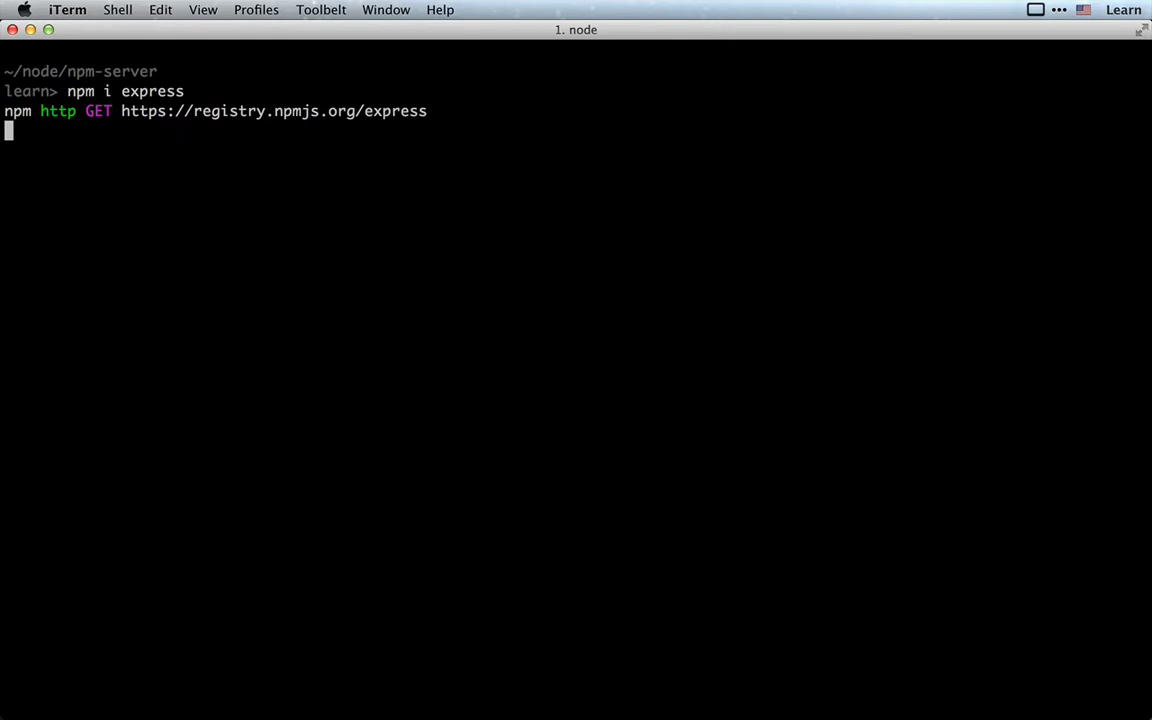 iTerm Shell Edit View Profiles Toolbelt Window Help Learn
1. node
~/node/npm-server
learn> npm i express
npm http GET https://registry.npmjs.org/express